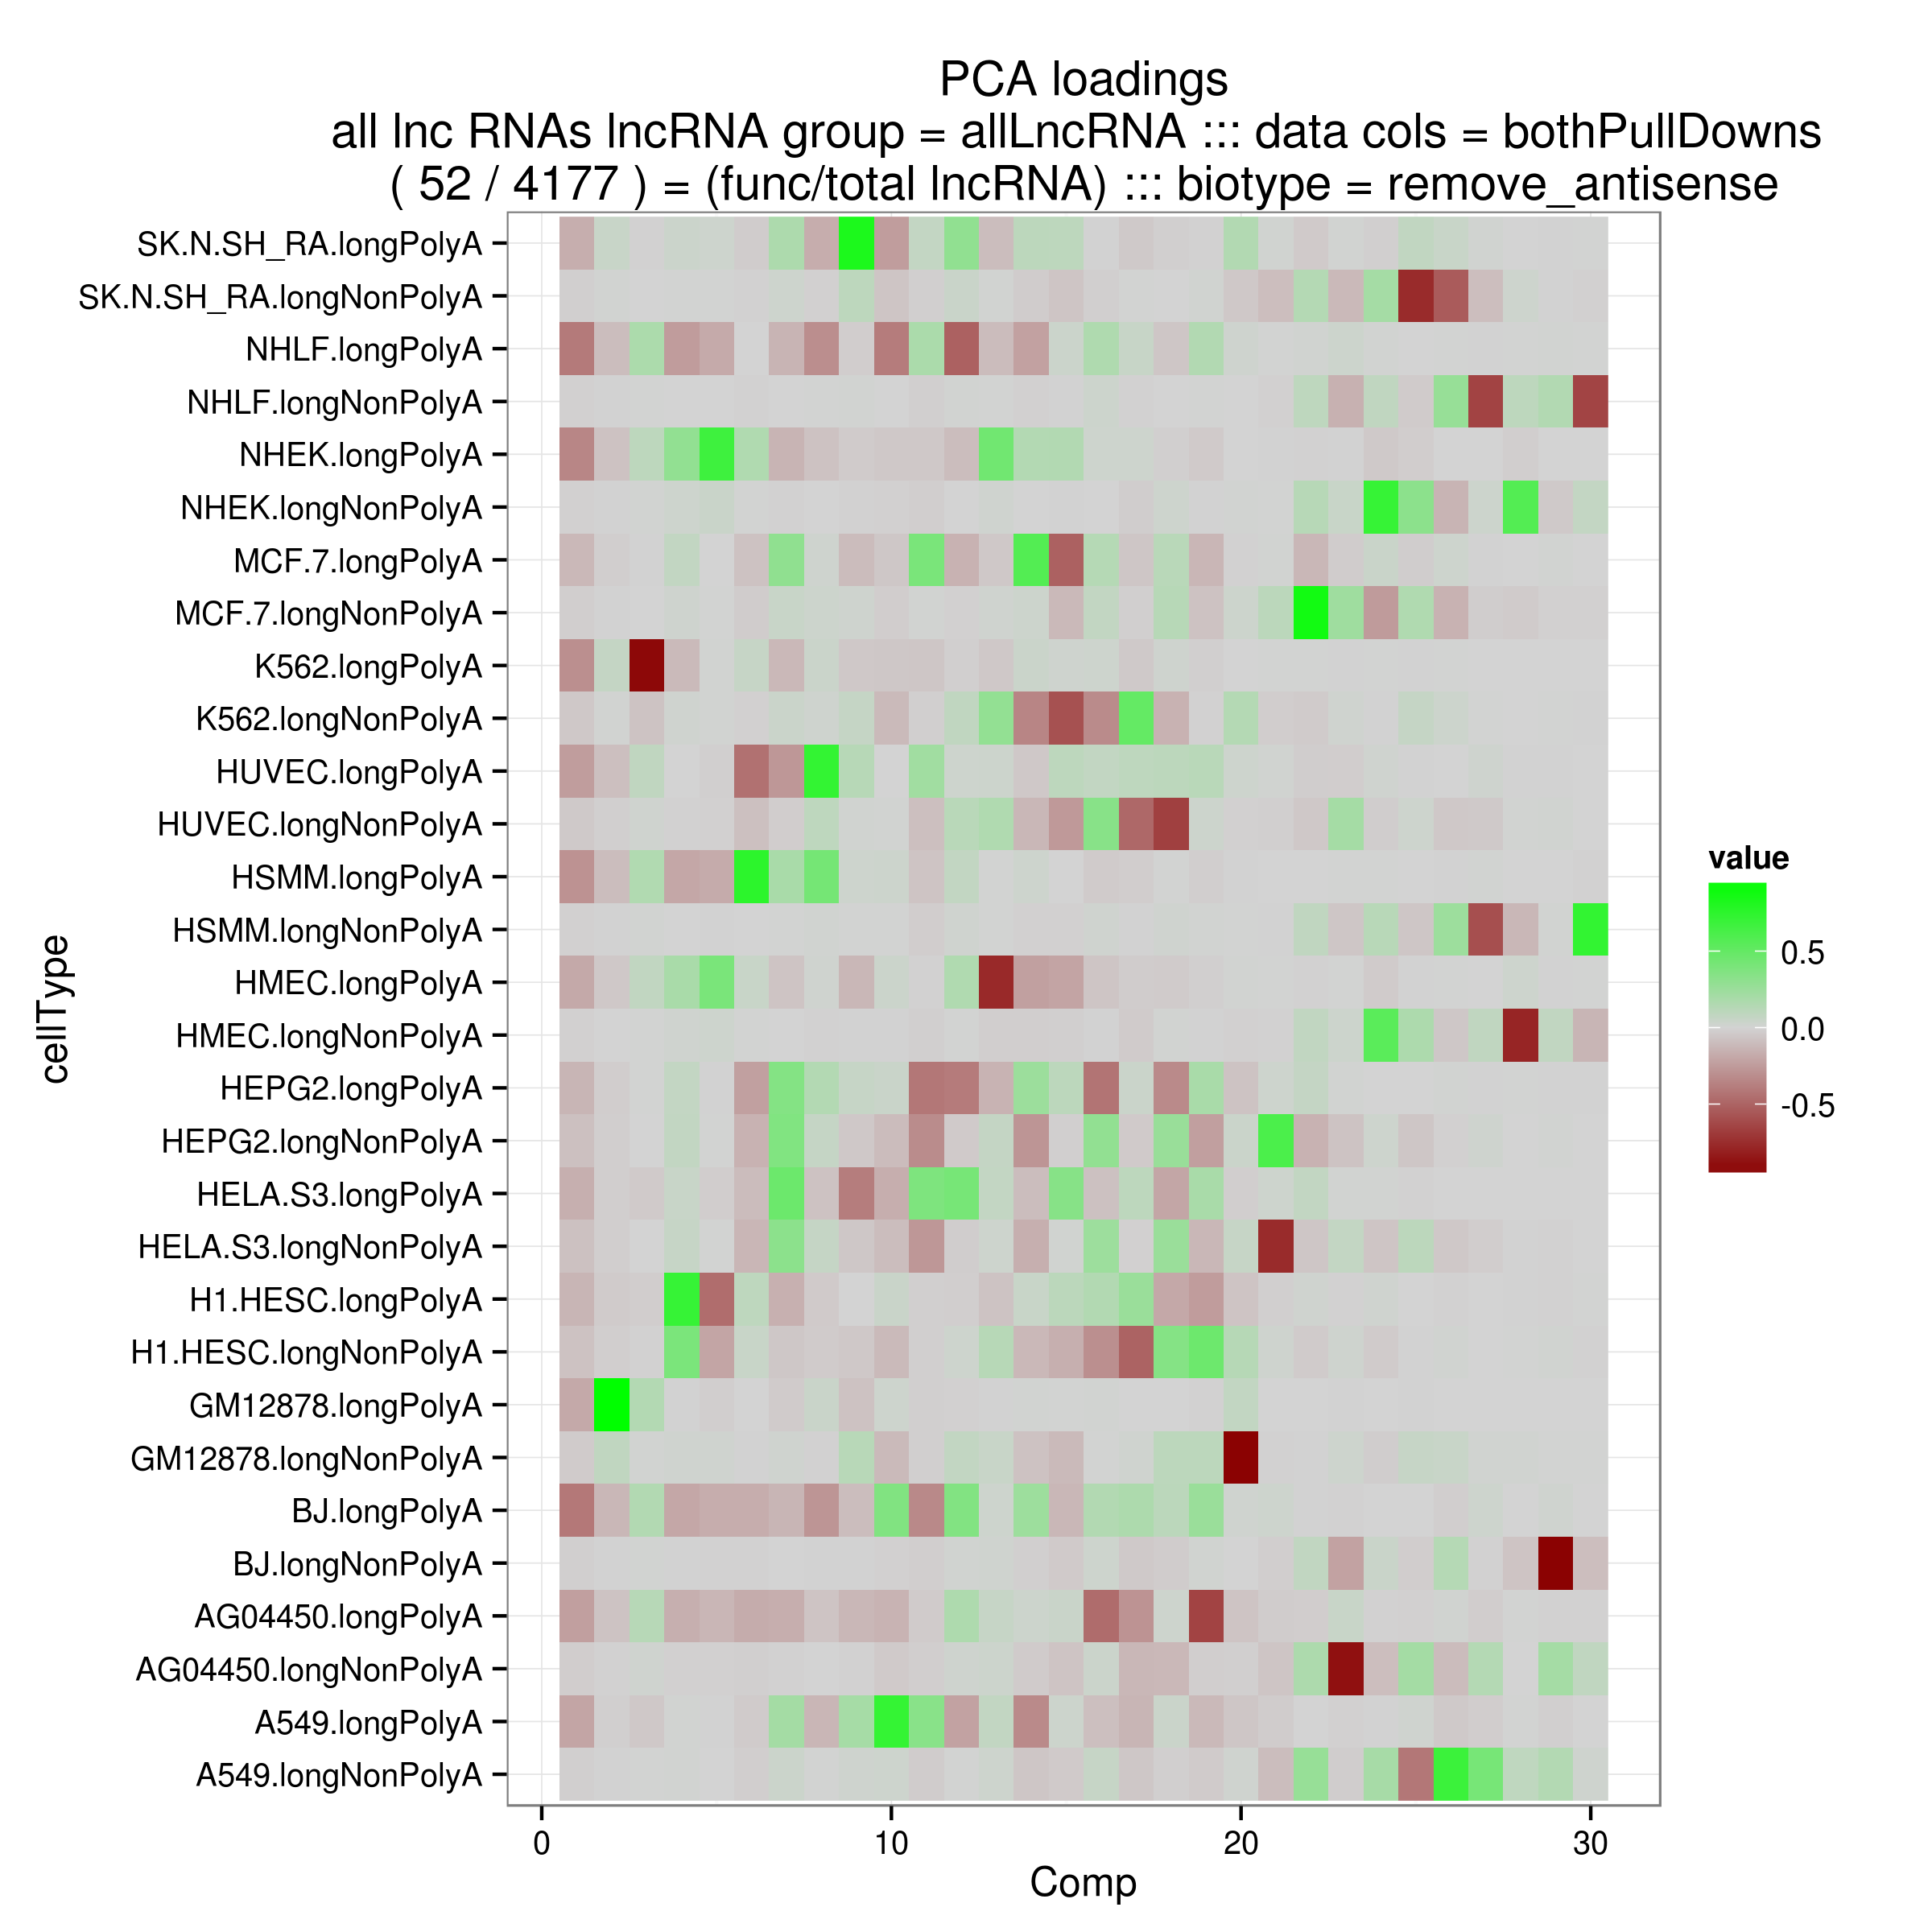 PCA loadings
all lnc RNAs lncRNA group = allLncRNA ::: data cols = bothPullDowns
( 52 / 4177 ) = (func/total lncRNA) ::: biotype = remove_antisense
cellType
SK.N.SH_RA.longPolyA
SK.N.SH_RA.longNonPolyA
NHLF.longPolyA
NHLF.longNonPolyA
NHEK.longPolyA
NHEK.longNonPolyA
MCF.7.longPolyA
MCF.7.longNonPolyA
K562.longPolyA
K562.longNonPolyA
HUVEC.longPolyA
HUVEC.longNonPolyA
HSMM.longPolyA
HSMM.longNonPolyA
HMEC.longPolyA
HMEC.longNonPolyA
HEPG2.longPolyA
HEPG2.longNonPolyA
HELA.S3.longPolyA
HELA.S3.longNonPolyA
H1.HESC.longPolyA
H1.HESC.longNonPolyA
GM12878.longPolyA
GM12878.longNonPolyA
BJ.longPolyA
BJ.longNonPolyA
AG04450.longPolyA
AG04450.longNonPolyA
A549.longPolyA
A549.longNonPolyA
0 10 20 30
Comp
value
0.5
0.0
-0.5